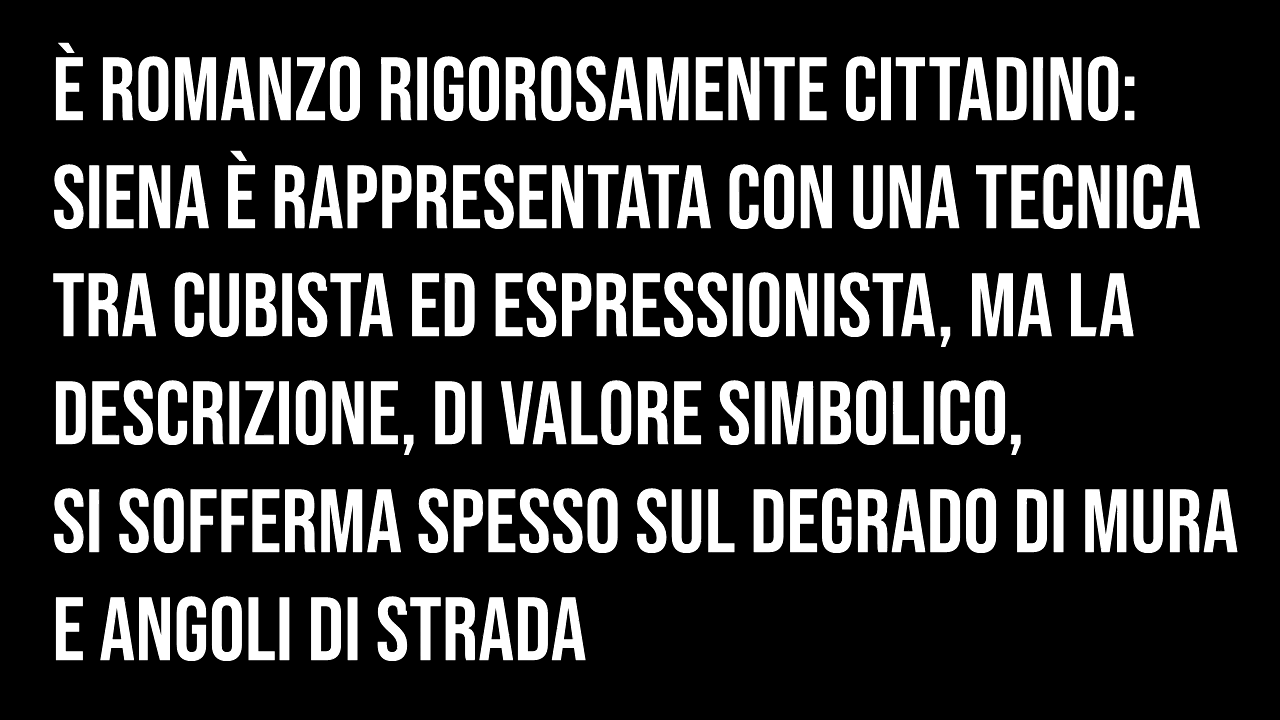 È ROMANZO RIGOROSAMENTE CITTADINO:
SIENA È RAPPRESENTATA CON UNA TECNICA
TRA CUBISTA ED ESPRESSIONISTA, MA LA
DESCRIZIONE, DI VALORE SIMBOLICO,
SI SOFFERMA SPESSO SUL DEGRADO DI MURA
E ANGOLI DI STRADA